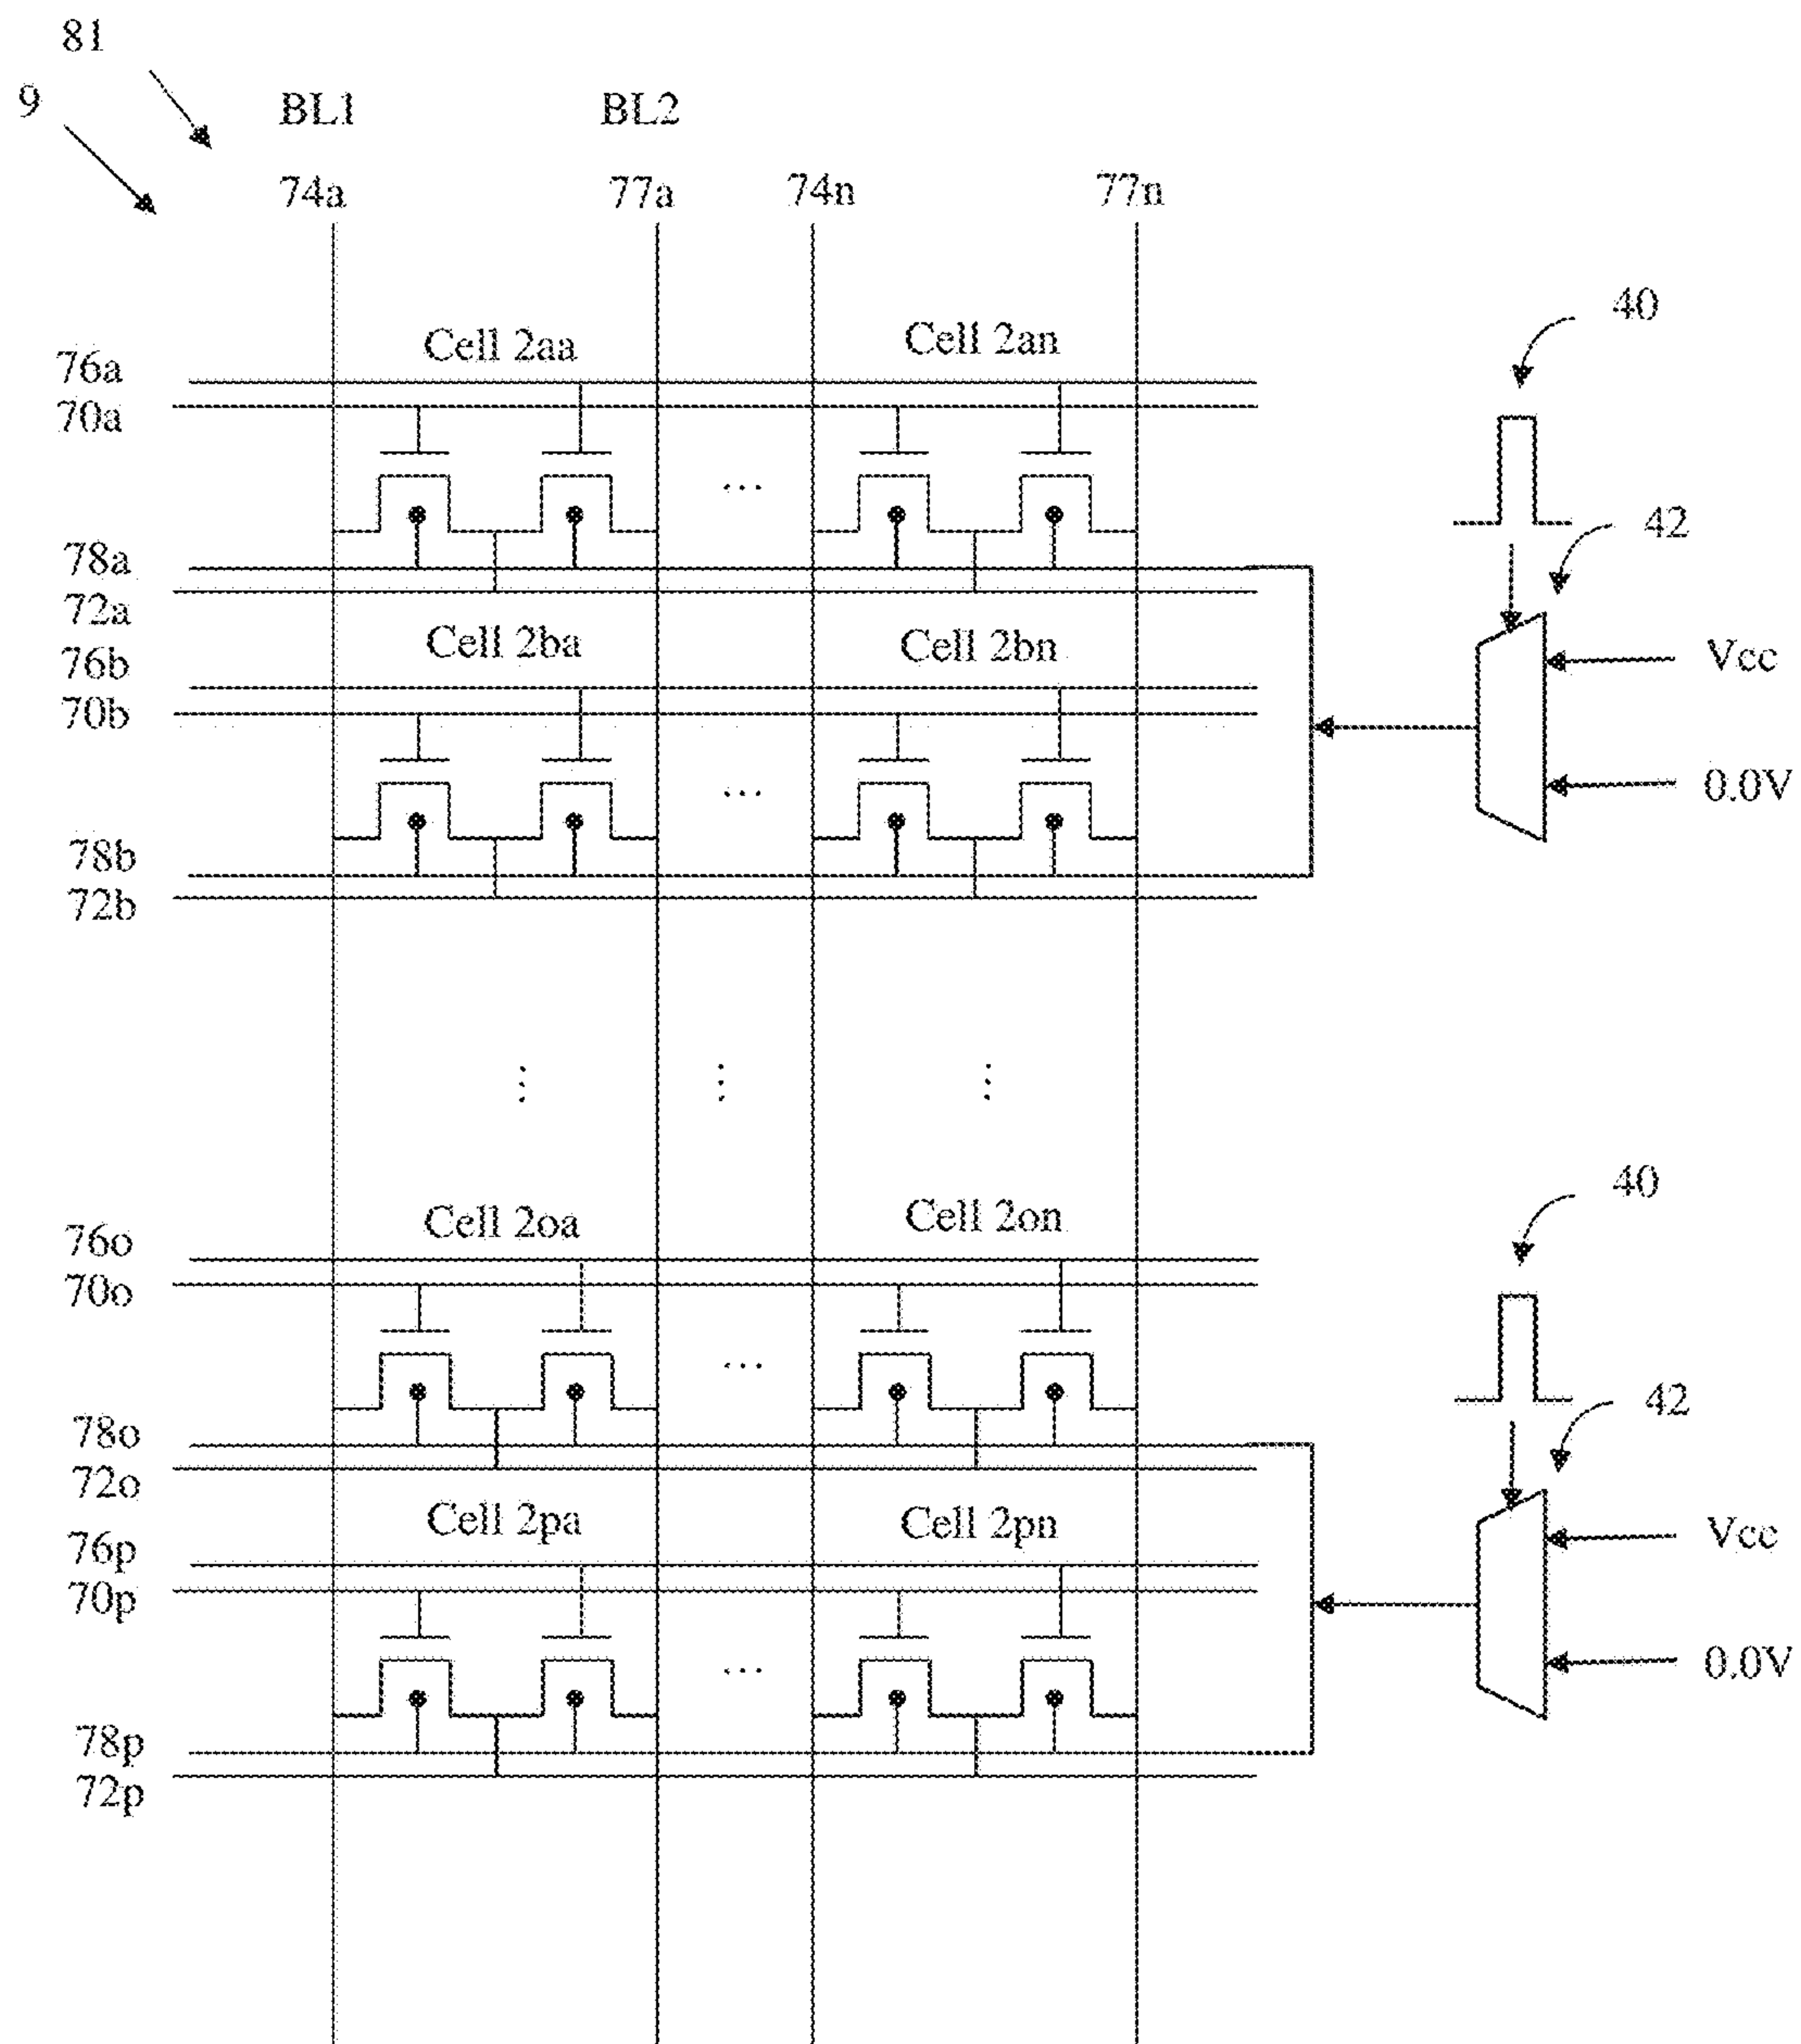 81
9
BL1 BL2
74a 77a 74n 77n
40
Cell 2aa Cell 2an
76a
70a
...
42
78a
72a
Cell 2ba Cell 2bn
76b
Vcc
70b
0.0V
...
78b
72b
40
Cell 2oa Cell 2on
76o
70o
...
42
78o
72o
Cell 2pa Cell 2pn
76p
Vcc
70p
0.0V
...
78p
72p